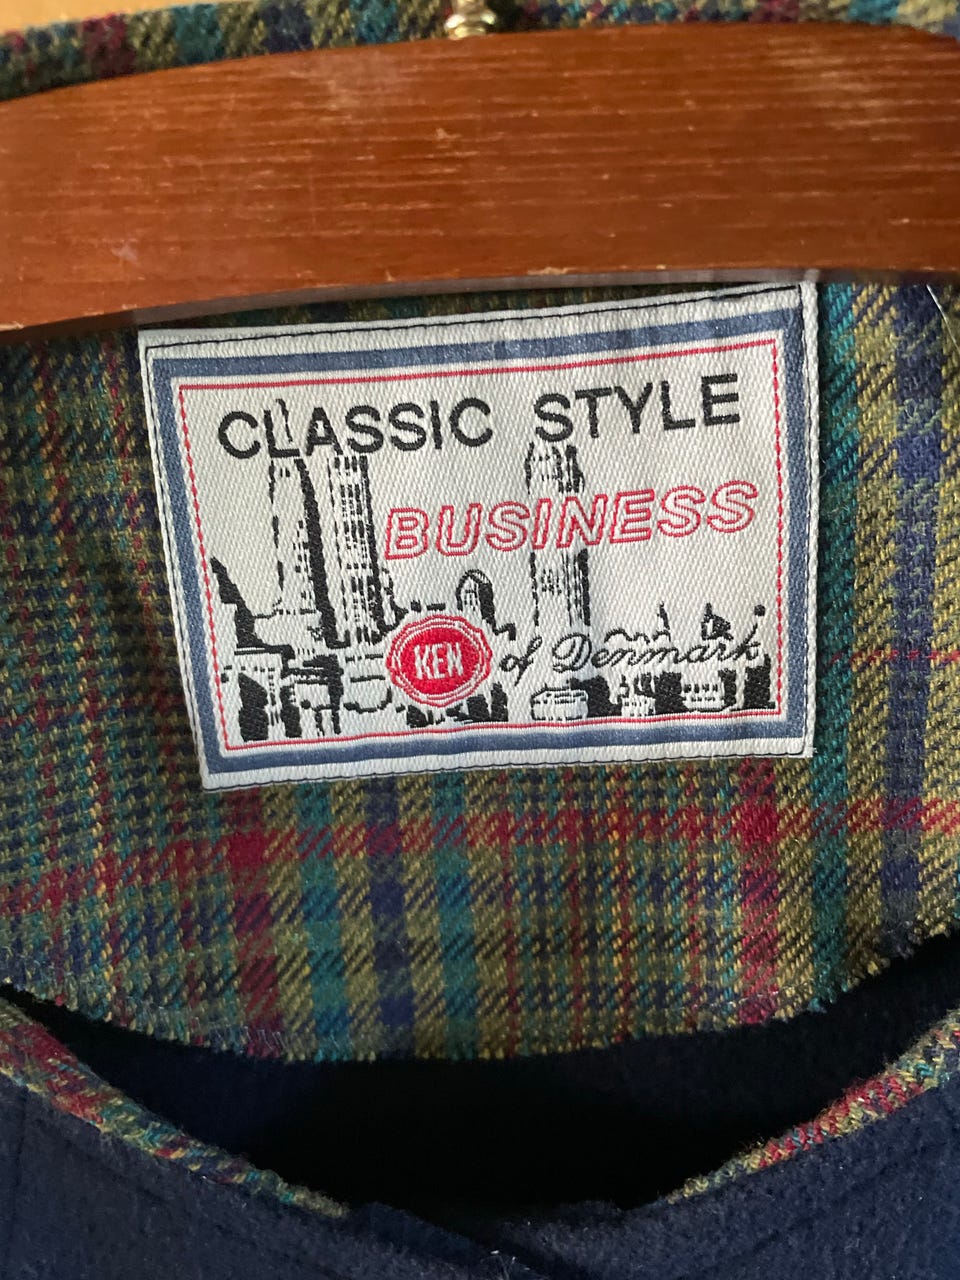 CLASSIC STYLE
BUSINESS
KEN of Denmark